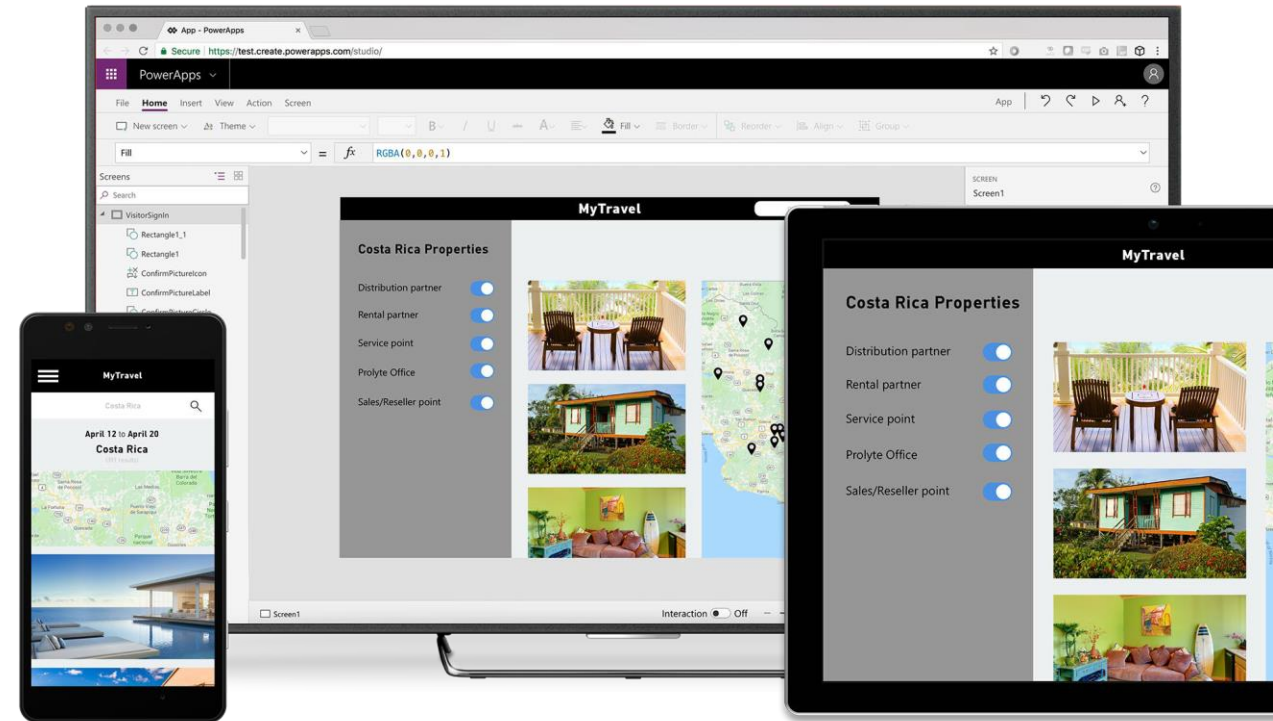 App - PowerApps
Secure https://test.create.powerapps.com/studio/
PowerApps
File Home Insert View Action Screen App
New screen Theme B / U A Fill Border Reorder Align Group
Fill = fx RGBA(0,0,0,1)
Screens
Search
VisitorSignIn
Rectangle1_1
Rectangle1
ConfirmPictureIcon
ConfirmPictureLabel
ConfirmPictureCircle
SCREEN
Screen1
MyTravel
Costa Rica Properties
Distribution partner
Rental partner
Service point
Prolyte Office
Sales/Reseller point
Screen1
Interaction Off
MyTravel
Costa Rica
April 12 to April 20
Costa Rica
MyTravel
Costa Rica Properties
Distribution partner
Rental partner
Service point
Prolyte Office
Sales/Reseller point